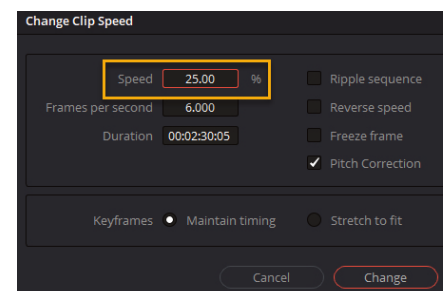 Change Clip Speed
Speed 25.00 % Ripple sequence
Frames per second 6.000 Reverse speed
Duration 00:02:30:05 Freeze frame
Pitch Correction
Keyframes Maintain timing Stretch to fit
Cancel Change